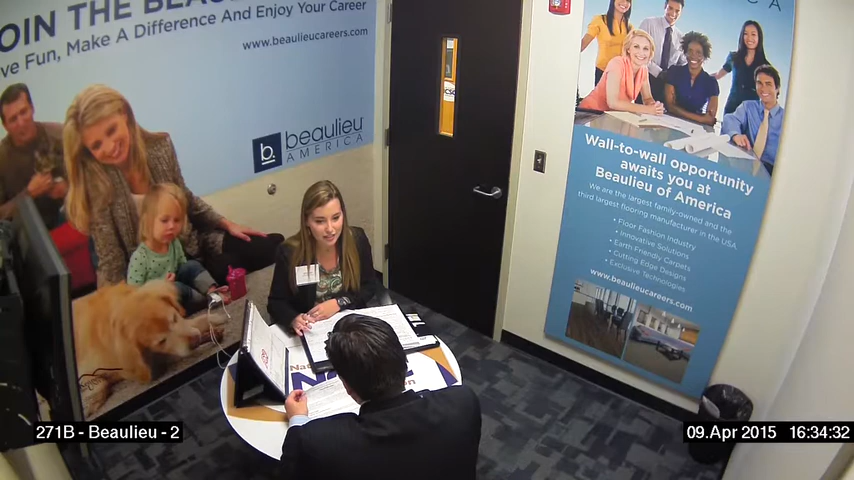 OIN THE BEA
ve Fun, Make A Difference And Enjoy Your Career
www.beaulieucareers.com
b.
beaulieu
AMERICA
Wall-to-wall opportunity
awaits you at
Beaulieu of America
We are the largest family-owned and the
third largest flooring manufacturer in the USA.
• Floor Fashion Industry
• Innovative Solutions
• Earth Friendly Carpets
• Cutting Edge Designs
• Exclusive Technologies
www.beaulieucareers.com
271B - Beaulieu - 2
09.Apr 2015 16:34:32